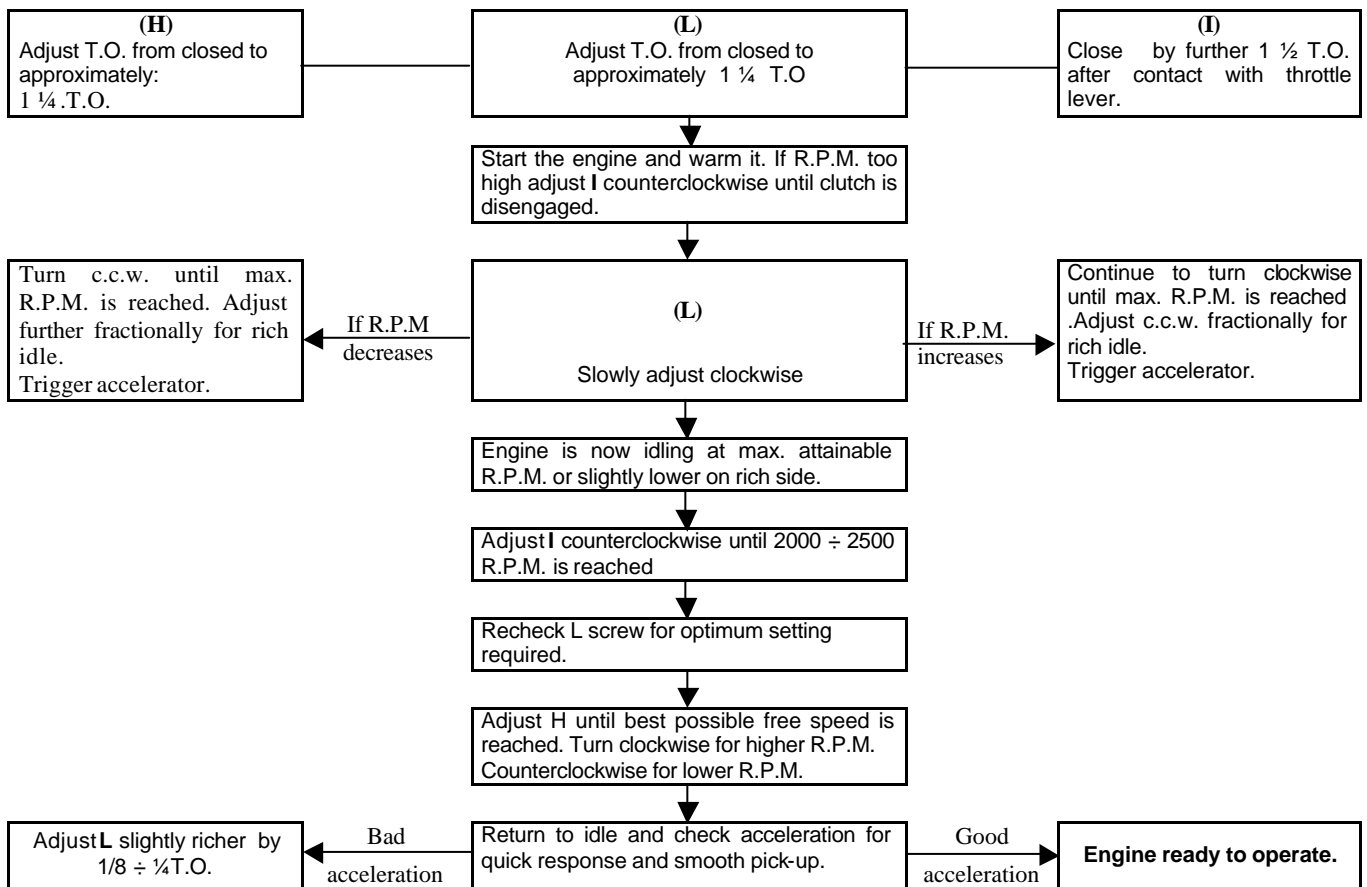 (H)
Adjust T.O. from closed to
approximately:
1 ¼ .T.O.
(L)
Adjust T.O. from closed to
approximately 1 ¼ T.O
(I)
Close by further 1 ½ T.O.
after contact with throttle
lever.
Start the engine and warm it. If R.P.M. too
high adjust I counterclockwise until clutch is
disengaged.
Turn c.c.w. until max.
R.P.M. is reached. Adjust
further fractionally for rich
idle.
Trigger accelerator.
If R.P.M
decreases
(L)
Slowly adjust clockwise
If R.P.M.
increases
Continue to turn clockwise
until max. R.P.M. is reached
.Adjust c.c.w. fractionally for
rich idle.
Trigger accelerator.
Engine is now idling at max. attainable
R.P.M. or slightly lower on rich side.
Adjust I counterclockwise until 2000 ÷ 2500
R.P.M. is reached
Recheck L screw for optimum setting
required.
Adjust H until best possible free speed is
reached. Turn clockwise for higher R.P.M.
Counterclockwise for lower R.P.M.
Adjust L slightly richer by
1/8 ÷ ¼ T.O.
Bad
acceleration
Return to idle and check acceleration for
quick response and smooth pick-up.
Good
acceleration
Engine ready to operate.